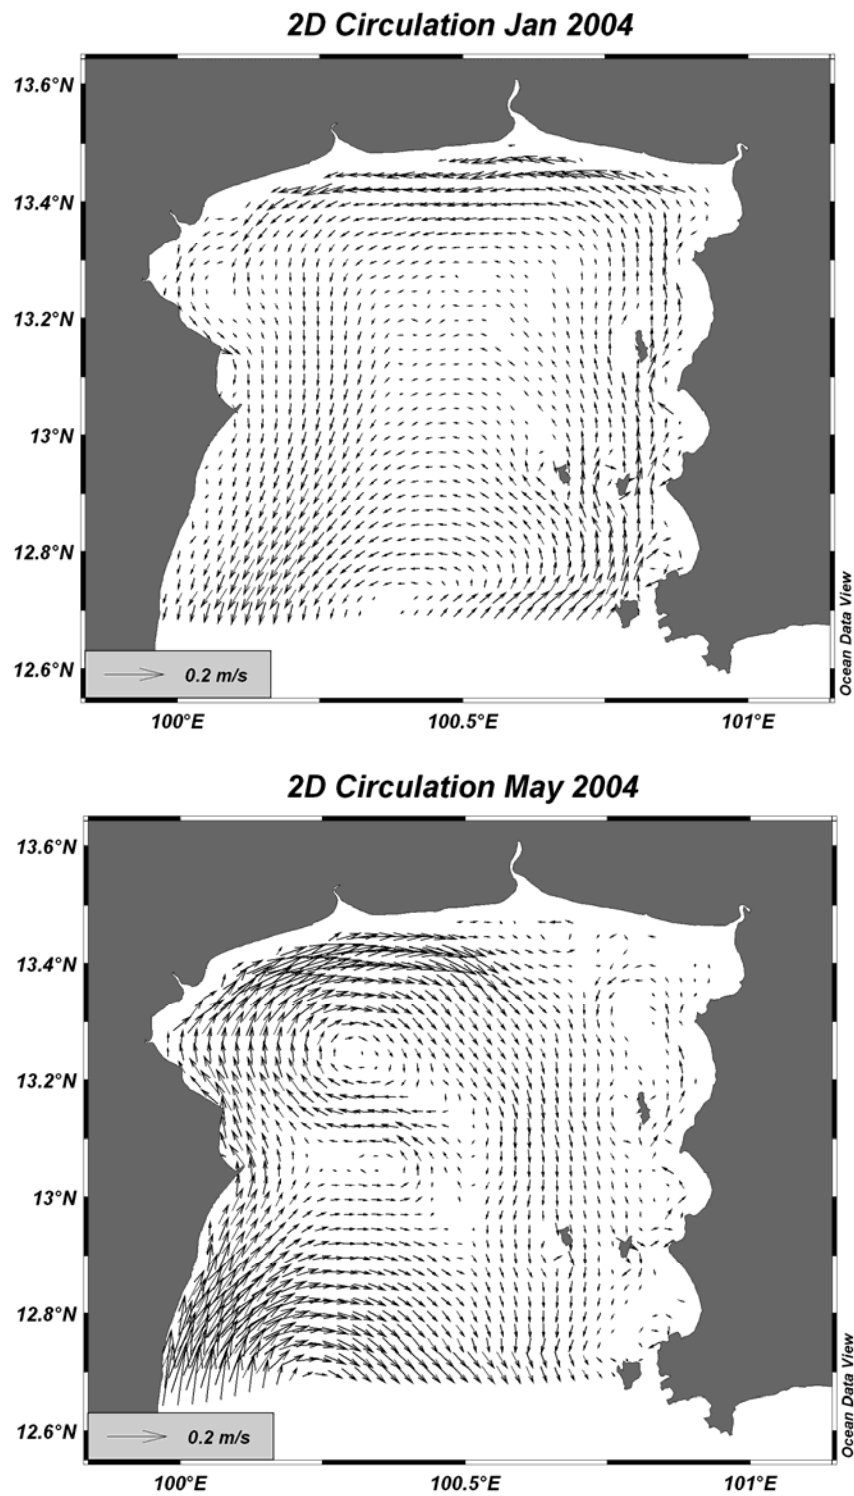 2D Circulation Jan 2004
13.6°N
13.4°N
13.2°N
13°N
12.8°N
12.6°N
0.2 m/s
100°E
100.5°E
101°E
Ocean Data View
2D Circulation May 2004
13.6°N
13.4°N
13.2°N
13°N
12.8°N
12.6°N
0.2 m/s
100°E
100.5°E
101°E
Ocean Data View